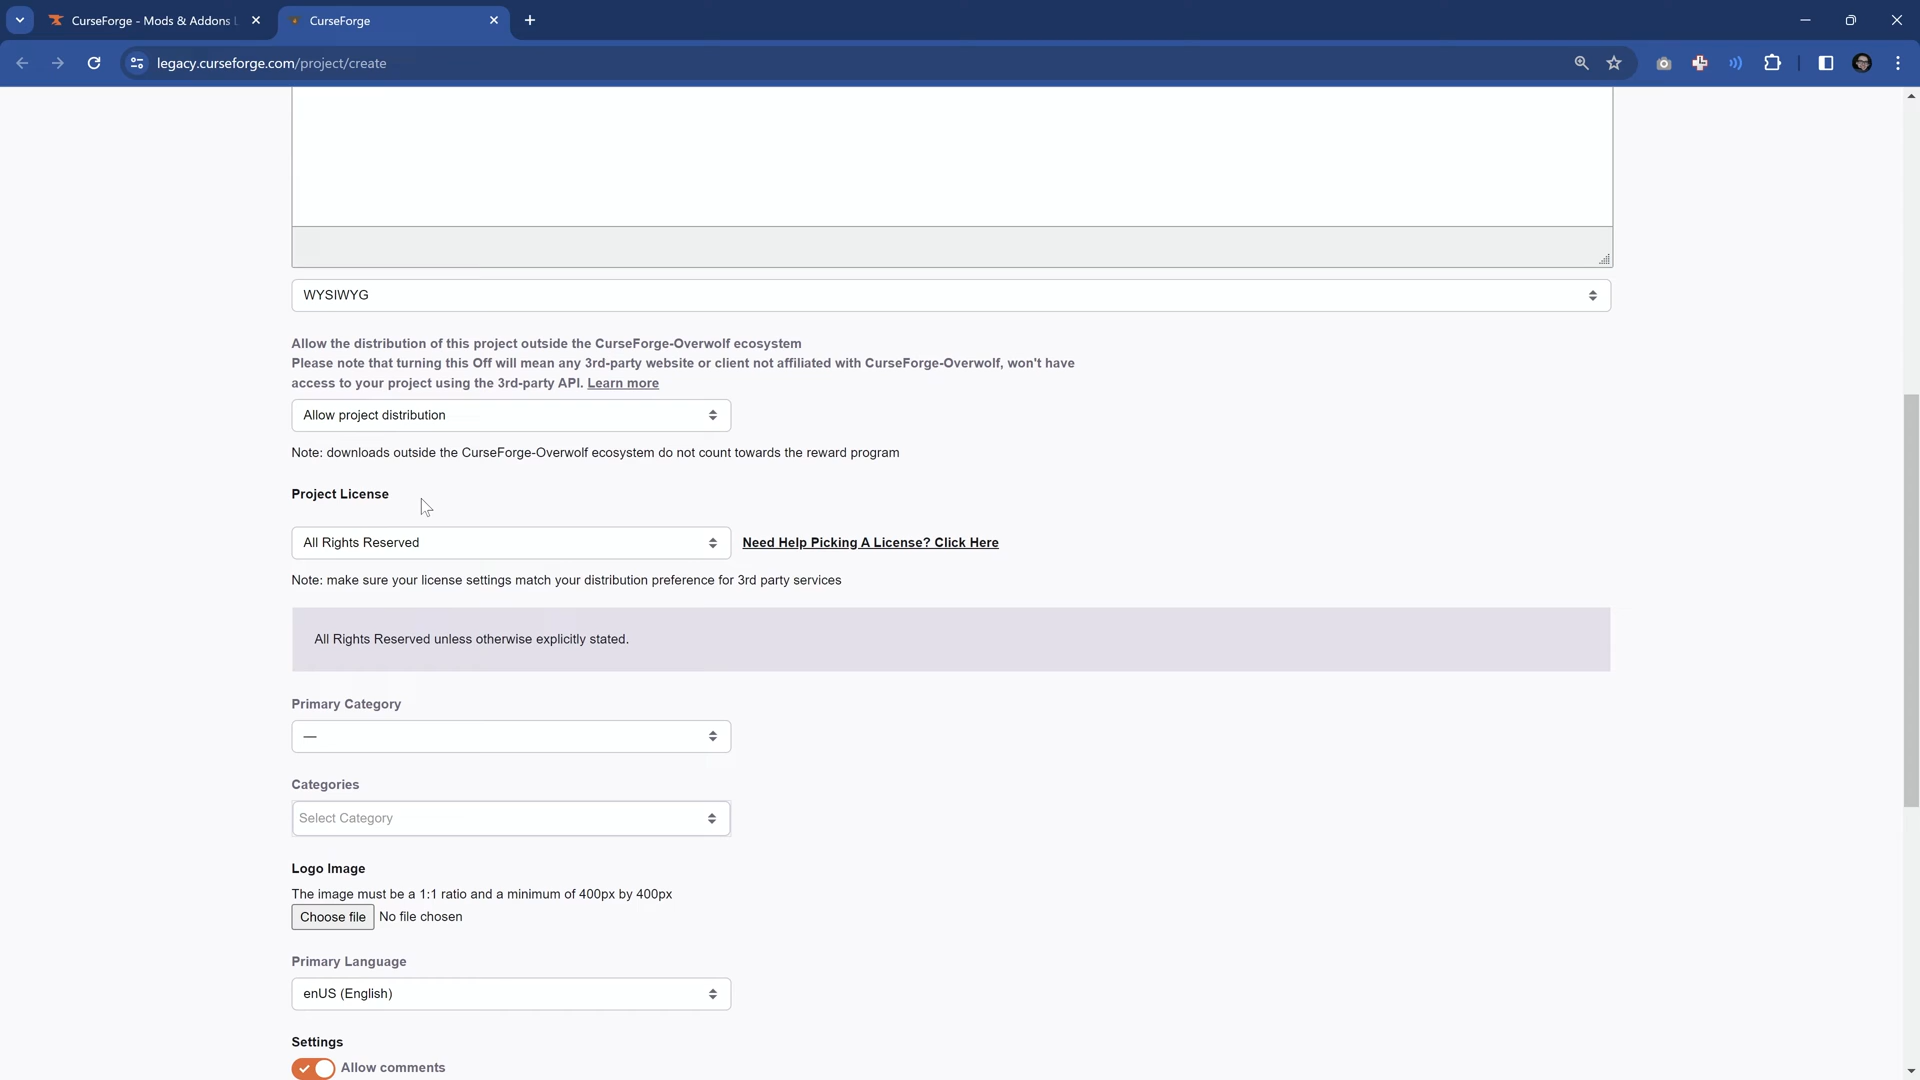 CurseForge - Mods & Addons
CurseForge
legacy.curseforge.com/project/create
WYSIWYG
Allow the distribution of this project outside the CurseForge-Overwolf ecosystem
Please note that turning this Off will mean any 3rd-party website or client not affiliated with CurseForge-Overwolf, won't have
access to your project using the 3rd-party API. Learn more
Allow project distribution
Note: downloads outside the CurseForge-Overwolf ecosystem do not count towards the reward program
Project License
All Rights Reserved
Need Help Picking A License? Click Here
Note: make sure your license settings match your distribution preference for 3rd party services
All Rights Reserved unless otherwise explicitly stated.
Primary Category
—
Categories
Select Category
Logo Image
The image must be a 1:1 ratio and a minimum of 400px by 400px
Choose file No file chosen
Primary Language
enUS (English)
Settings
Allow comments